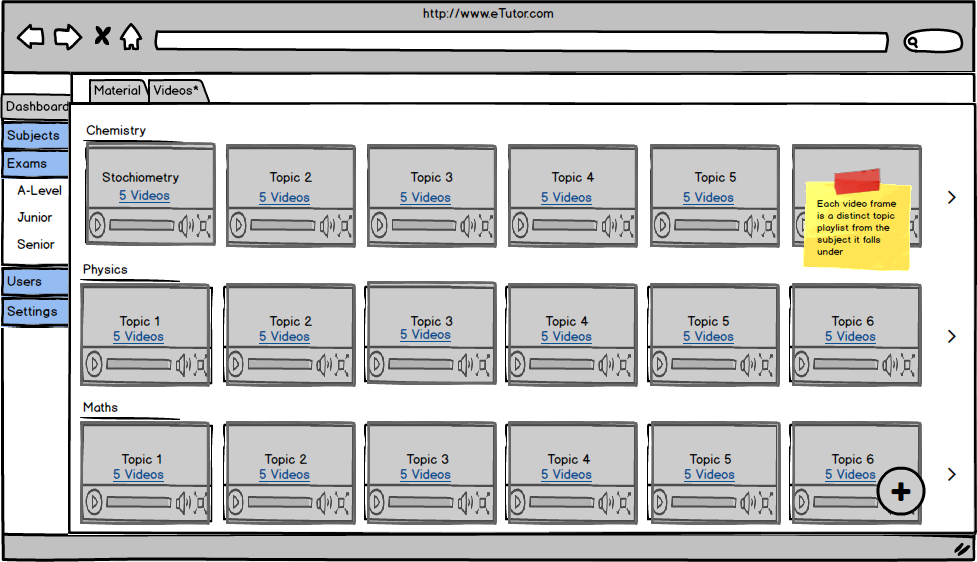 http://www.eTutor.com
Material Videos*
Dashboard
Subjects
Exams
A-Level
Junior
Senior
Users
Settings
Chemistry
Stochiometry Topic 2 Topic 3 Topic 4 Topic 5
5 Videos 5 Videos 5 Videos 5 Videos 5 Videos
Each video frame
is a distinct topic
playlist from the
subject it falls
under
Physics
Topic 1 Topic 2 Topic 3 Topic 4 Topic 5 Topic 6
5 Videos 5 Videos 5 Videos 5 Videos 5 Videos 5 Videos
Maths
Topic 1 Topic 2 Topic 3 Topic 4 Topic 5 Topic 6
5 Videos 5 Videos 5 Videos 5 Videos 5 Videos 5 Videos